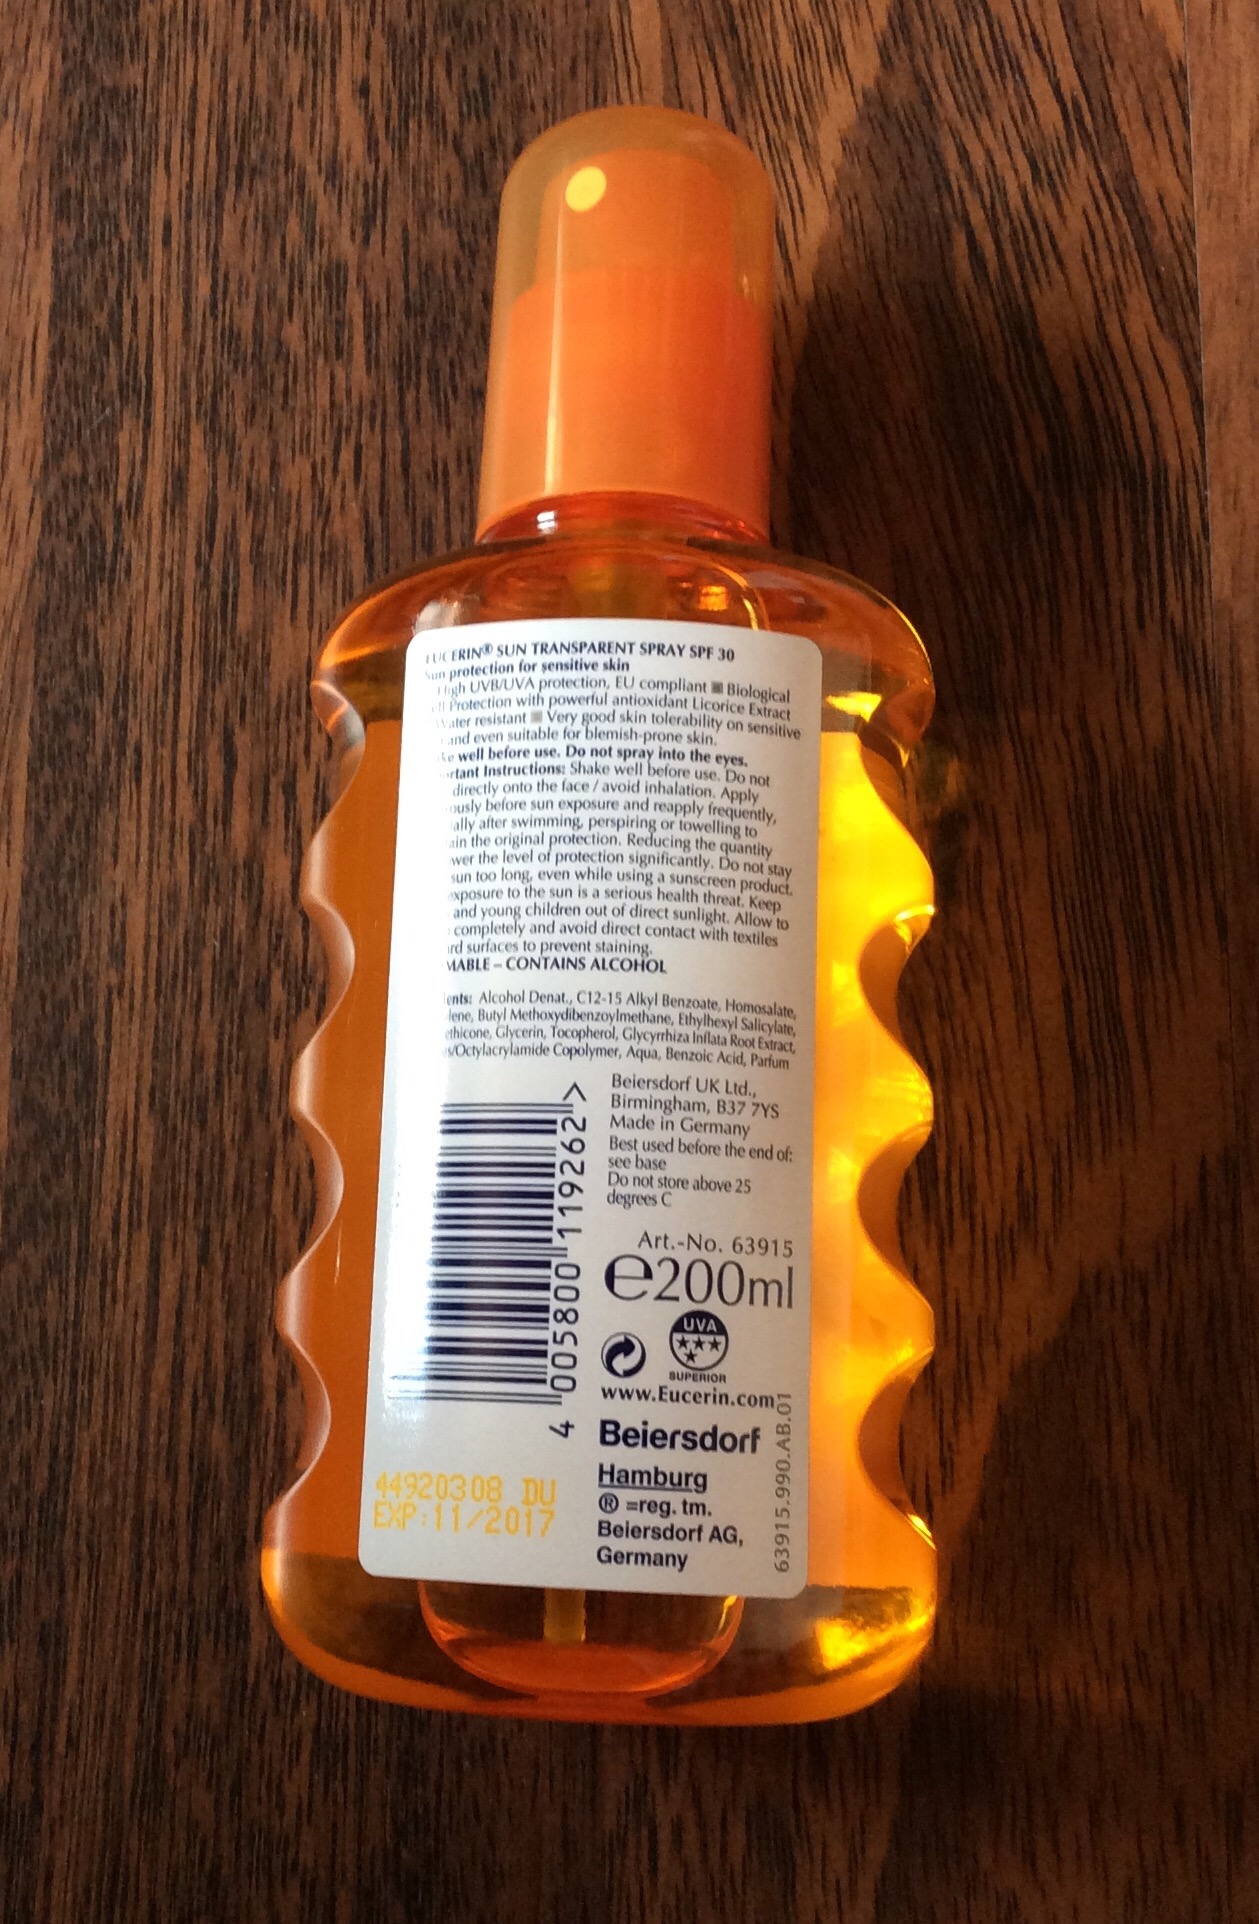 EUCERIN® SUN TRANSPARENT SPRAY SPF 30
Sun protection for sensitive skin
High UVB/UVA protection, EU compliant ■ Biological
Protection with powerful antioxidant Licorice Extract
Water resistant ■ Very good skin tolerability on sensitive
and even suitable for blemish-prone skin.
well before use. Do not spray into the eyes.
rtant Instructions: Shake well before use. Do not
directly onto the face / avoid inhalation. Apply
ously before sun exposure and reapply frequently,
ally after swimming, perspiring or towelling to
ain the original protection. Reducing the quantity
wer the level of protection significantly. Do not stay
sun too long, even while using a sunscreen product.
exposure to the sun is a serious health threat. Keep
and young children out of direct sunlight. Allow to
completely and avoid direct contact with textiles
rd surfaces to prevent staining.
MABLE – CONTAINS ALCOHOL
ents: Alcohol Denat., C12-15 Alkyl Benzoate, Homosalate,
lene, Butyl Methoxydibenzoylmethane, Ethylhexyl Salicylate,
ethicone, Glycerin, Tocopherol, Glycyrrhiza Inflata Root Extract,
s/Octylacrylamide Copolymer, Aqua, Benzoic Acid, Parfum
Beiersdorf UK Ltd.,
Birmingham, B37 7YS
Made in Germany
Best used before the end of:
see base
Do not store above 25
degrees C
4 005800 119262 >
Art.-No. 63915
℮200ml
UVA
SUPERIOR
www.Eucerin.com
Beiersdorf
Hamburg
® =reg. tm.
Beiersdorf AG,
Germany
63915.990.AB.01
44920308 DU
EXP:11/2017